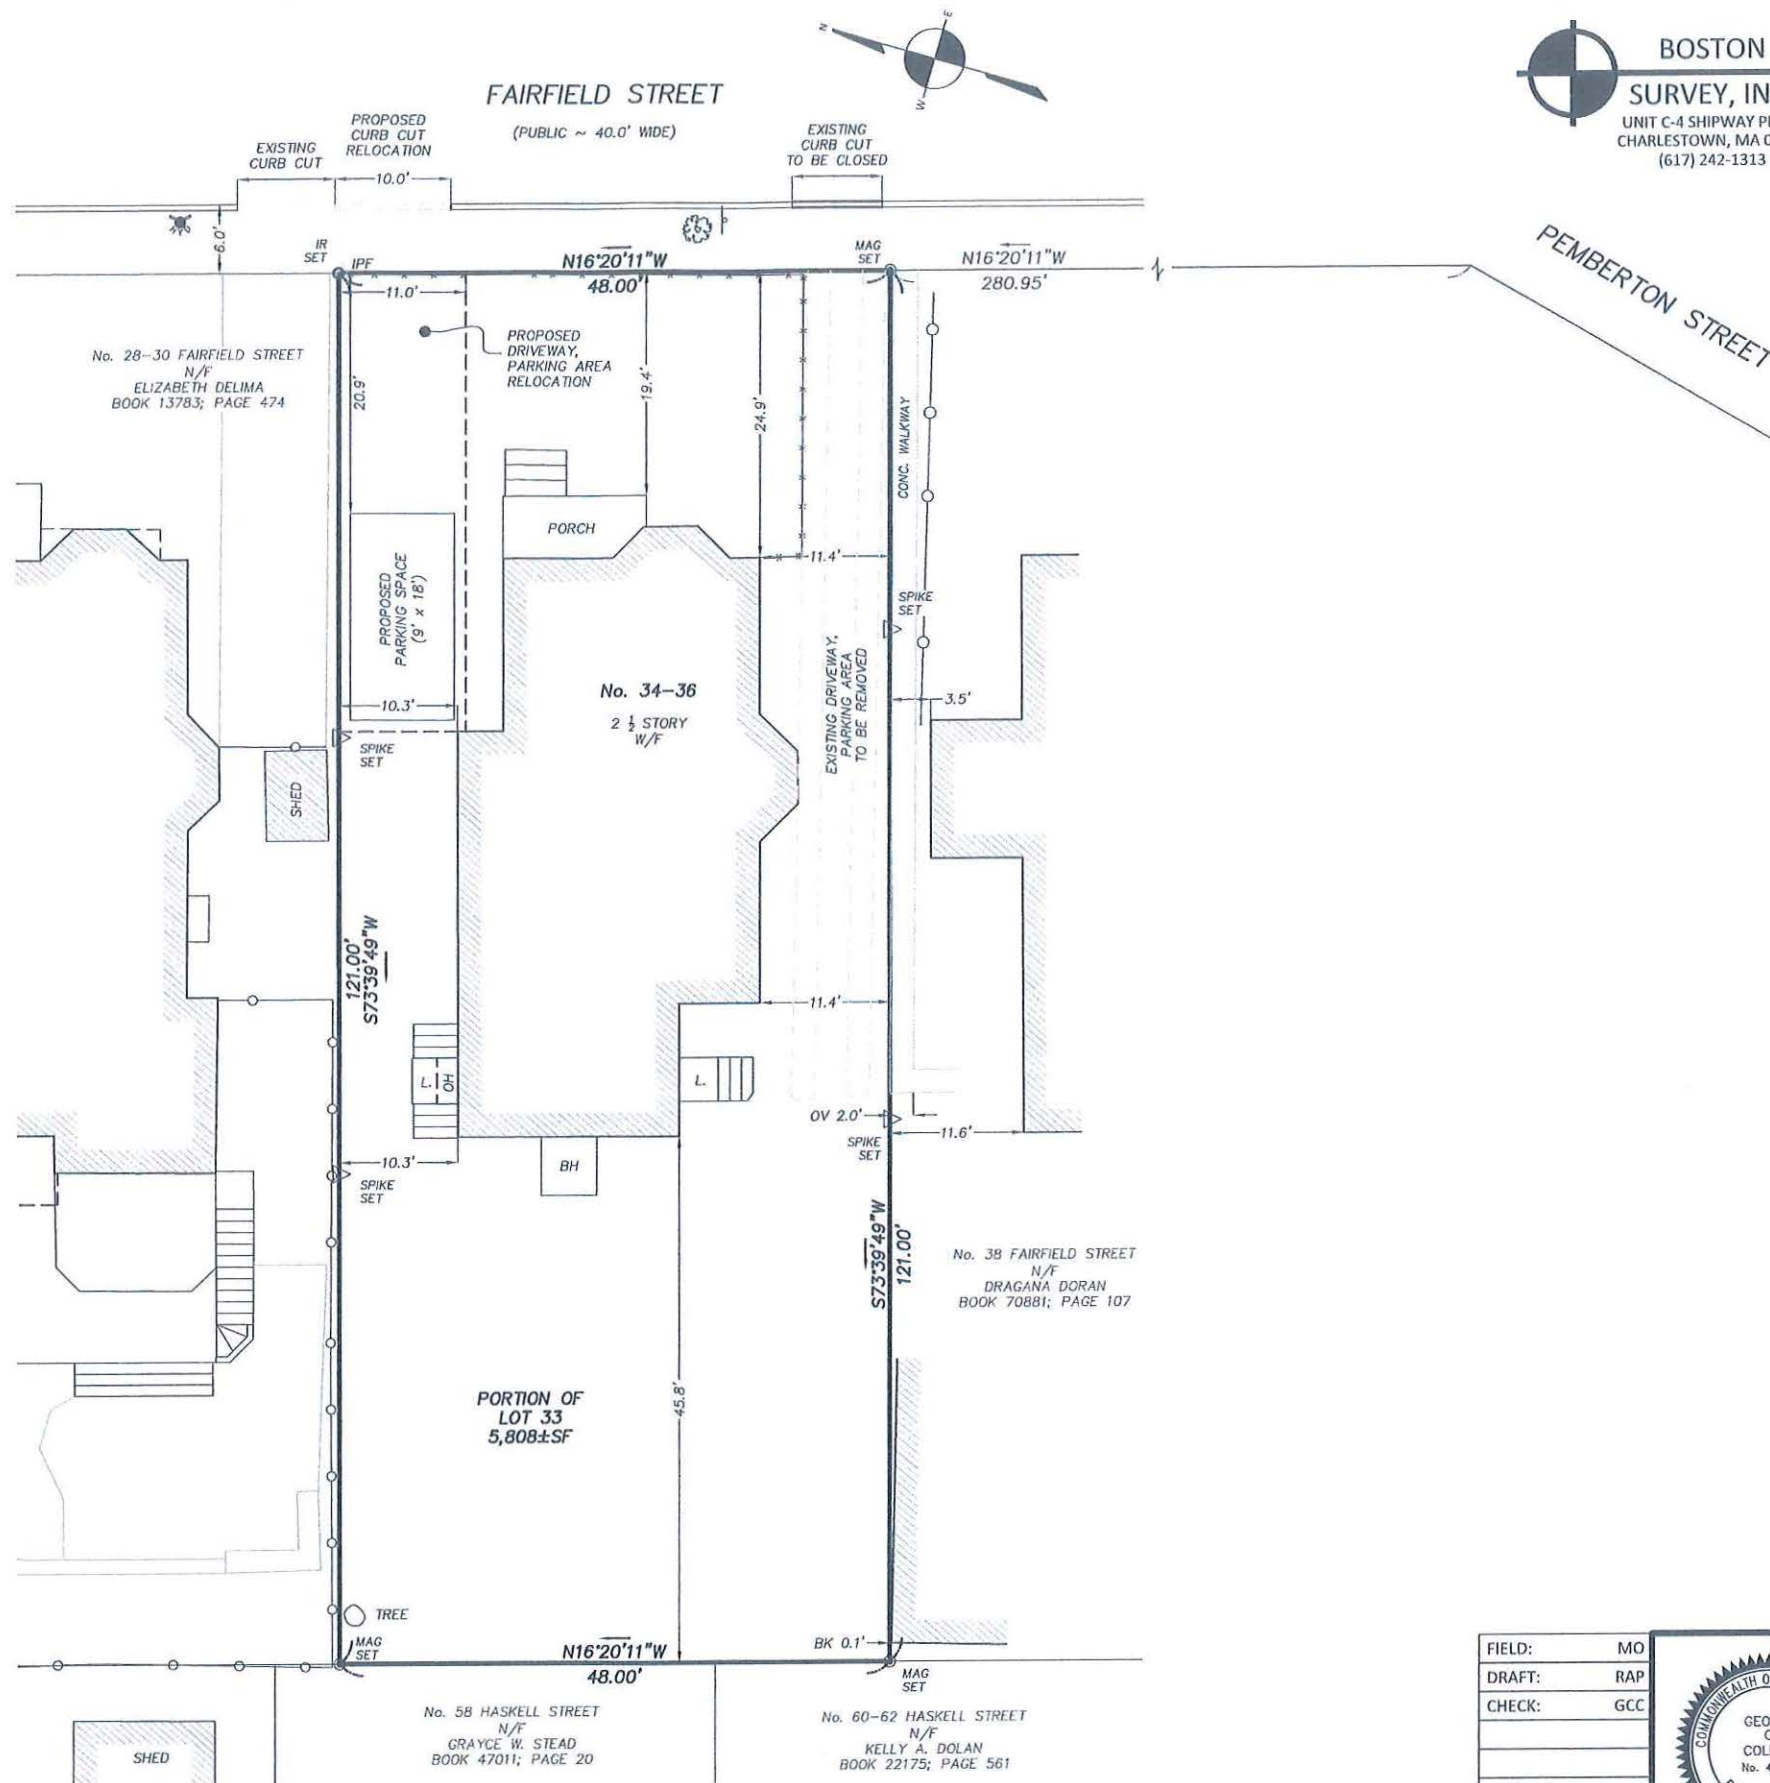 N
E
W
BOSTON
SURVEY, IN
UNIT C-4 SHIPWAY P
CHARLESTOWN, MA 0
(617) 242-1313
FAIRFIELD STREET
(PUBLIC ~ 40.0' WIDE)
EXISTING
CURB CUT
PROPOSED
CURB CUT
RELOCATION
10.0'
EXISTING
CURB CUT
TO BE CLOSED
PEMBERTON STREET
6.0'
IR
SET
IPF
N16°20'11"W
48.00'
MAG
SET
N16°20'11"W
280.95'
11.0'
PROPOSED
DRIVEWAY,
PARKING AREA
RELOCATION
No. 28-30 FAIRFIELD STREET
N/F
ELIZABETH DELIMA
BOOK 13783; PAGE 474
20.9'
19.4'
24.9'
CONC. WALKWAY
PORCH
11.4'
PROPOSED
PARKING SPACE
(9' x 18')
SPIKE
SET
EXISTING DRIVEWAY,
PARKING AREA
TO BE REMOVED
No. 34-36
2 ½ STORY
W/F
10.3'
3.5'
SPIKE
SET
SHED
121.00'
S73°39'49"W
11.4'
L.
OH
L.
OV 2.0'
SPIKE
SET
11.6'
10.3'
SPIKE
SET
BH
S73°39'49"W
121.00'
No. 38 FAIRFIELD STREET
N/F
DRAGANA DORAN
BOOK 70881; PAGE 107
PORTION OF
LOT 33
5,808±SF
45.8'
TREE
MAG
SET
N16°20'11"W
48.00'
BK 0.1'
MAG
SET
No. 58 HASKELL STREET
N/F
GRAYCE W. STEAD
BOOK 47011; PAGE 20
No. 60-62 HASKELL STREET
N/F
KELLY A. DOLAN
BOOK 22175; PAGE 561
SHED
FIELD: MO
DRAFT: RAP
CHECK: GCC
COMMONWEALTH O
GEO
C
COL
No. 4